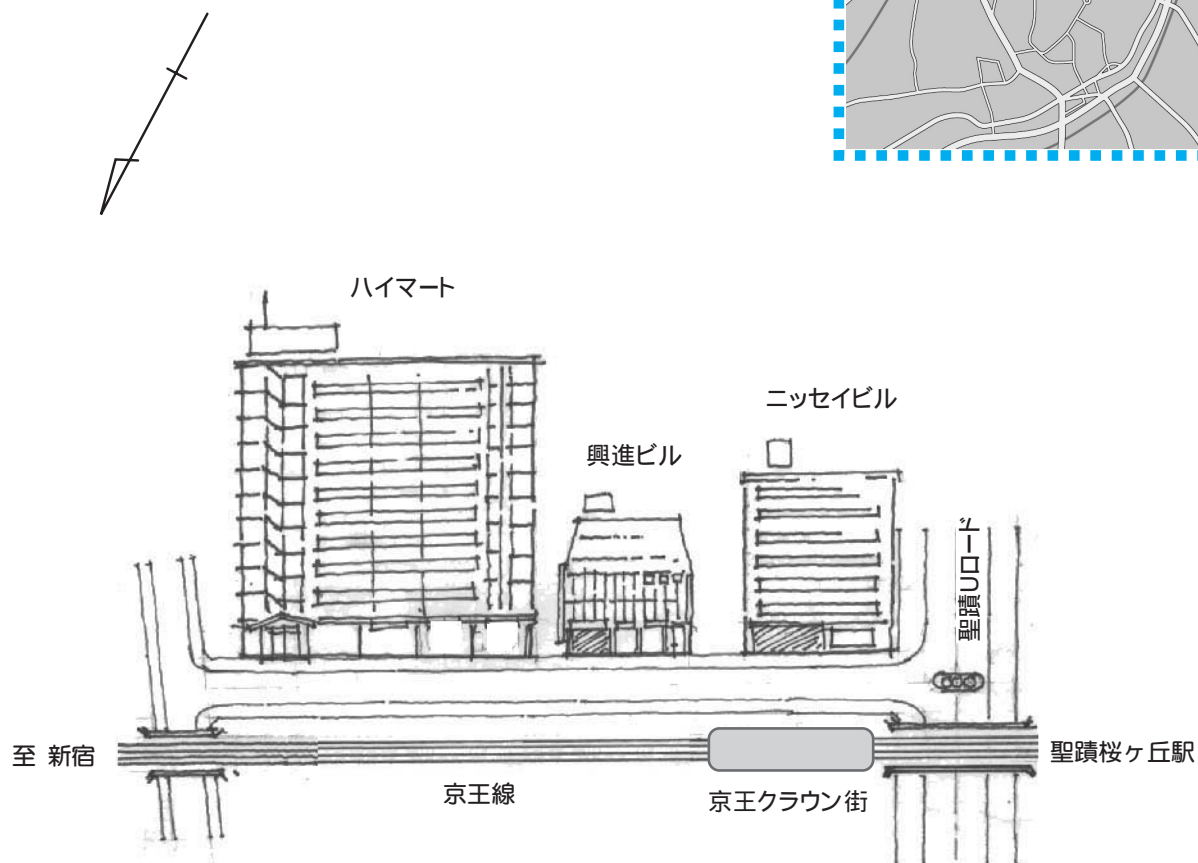 ハイマート
ニッセイビル
興進ビル
聖蹟Uロード
至 新宿
聖蹟桜ヶ丘駅
京王線
京王クラウン街